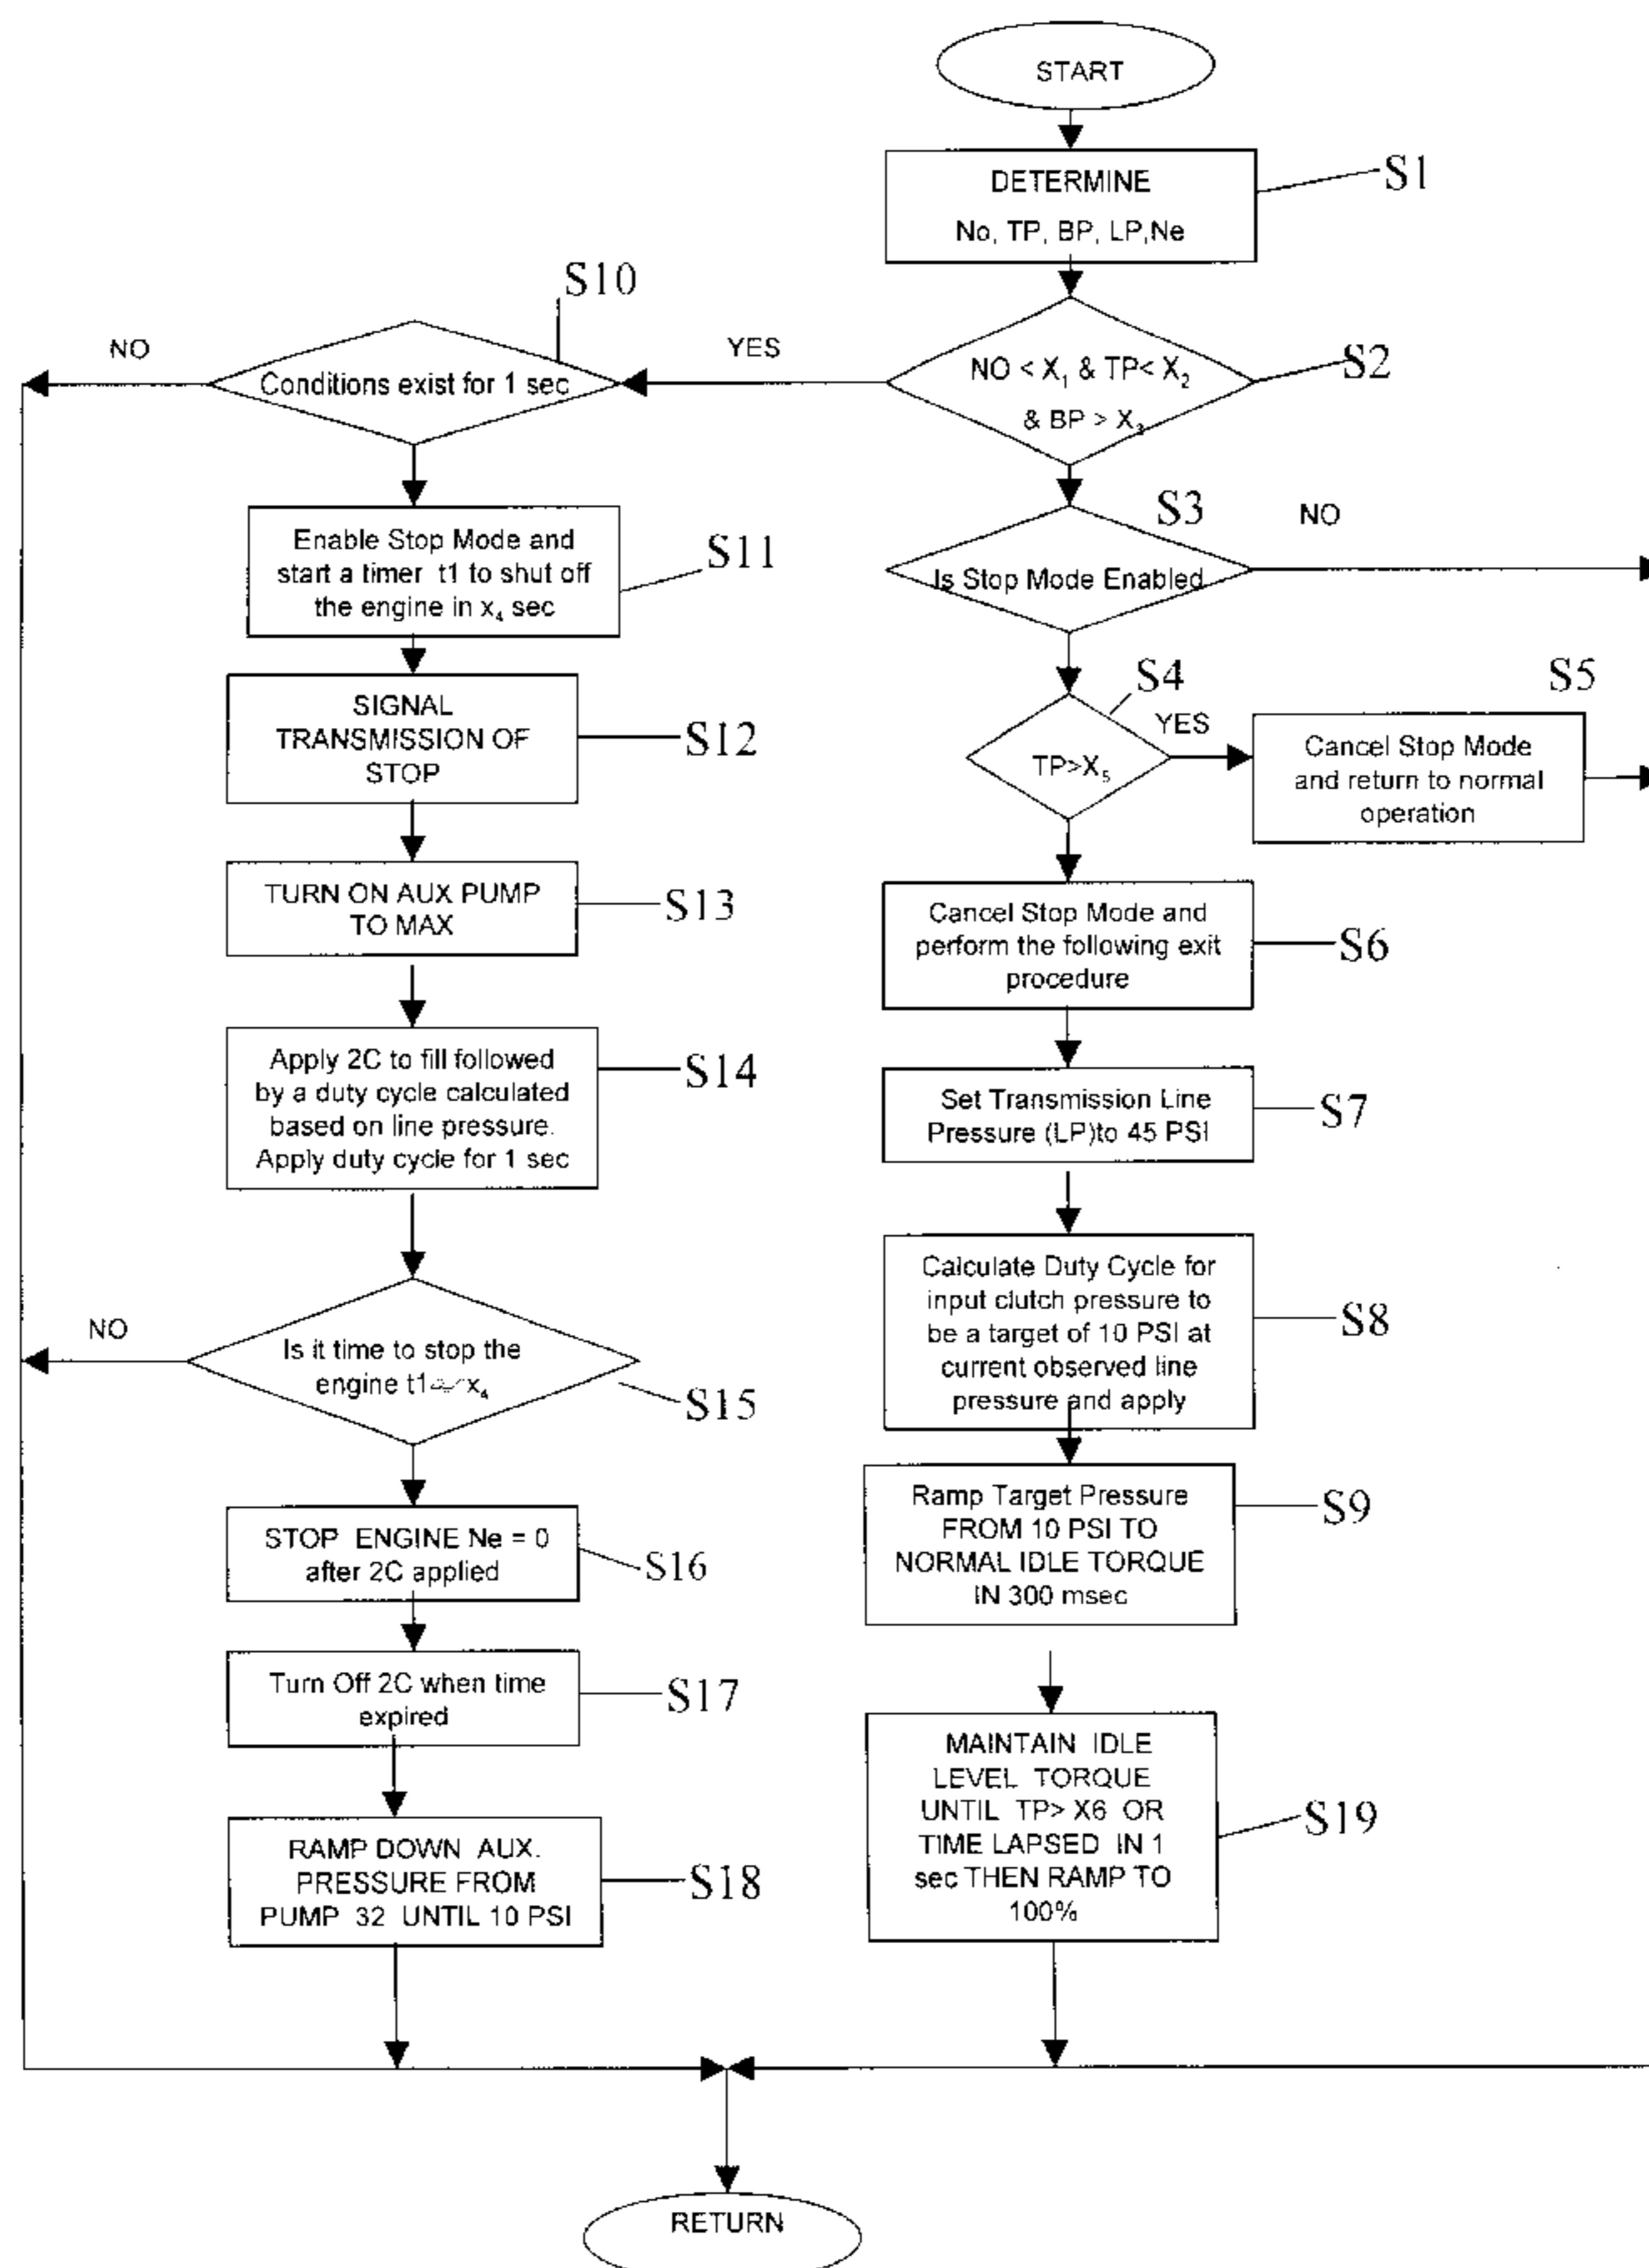 START
DETERMINE
No, TP, BP, LP,Ne
S1
NO < X₁ & TP< X₂
& BP > X₃
S2
YES
S10
Conditions exist for 1 sec
NO
S3
Is Stop Mode Enabled
NO
S4
TP>X₅
YES
S5
Cancel Stop Mode
and return to normal
operation
Cancel Stop Mode and
perform the following exit
procedure
S6
Set Transmission Line
Pressure (LP)to 45 PSI
S7
Calculate Duty Cycle for
input clutch pressure to
be a target of 10 PSI at
current observed line
pressure and apply
S8
Ramp Target Pressure
FROM 10 PSI TO
NORMAL IDLE TORQUE
IN 300 msec
S9
MAINTAIN IDLE
LEVEL TORQUE
UNTIL TP> X6 OR
TIME LAPSED IN 1
sec THEN RAMP TO
100%
S19
Enable Stop Mode and
start a timer t1 to shut off
the engine in x₄ sec
S11
SIGNAL
TRANSMISSION OF
STOP
S12
TURN ON AUX PUMP
TO MAX
S13
Apply 2C to fill followed
by a duty cycle calculated
based on line pressure.
Apply duty cycle for 1 sec
S14
NO
Is it time to stop the
engine t1 x₄
S15
STOP ENGINE Ne = 0
after 2C applied
S16
Turn Off 2C when time
expired
S17
RAMP DOWN AUX.
PRESSURE FROM
PUMP 32 UNTIL 10 PSI
S18
RETURN